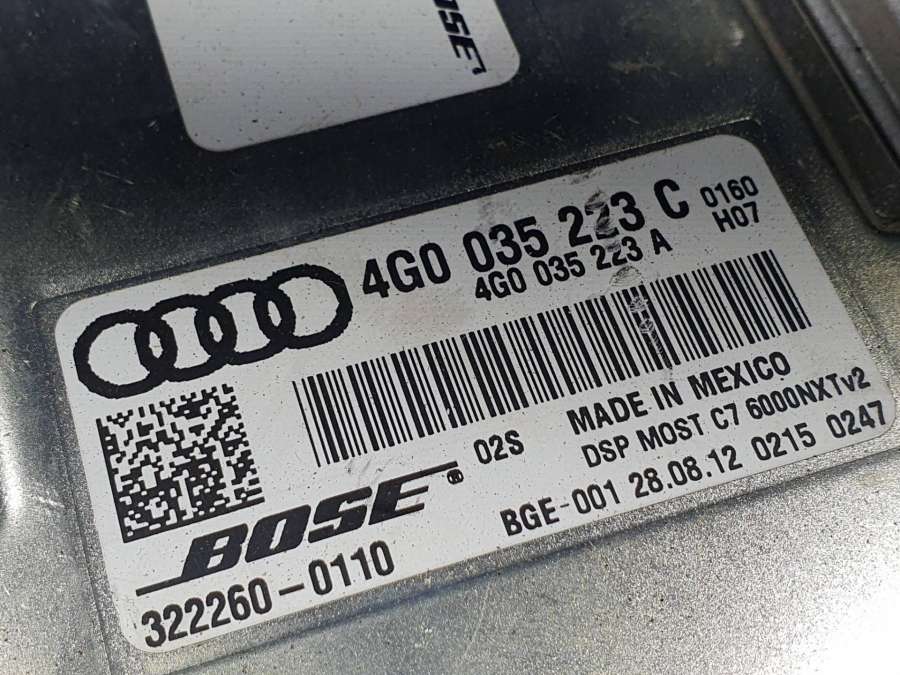 BOSE
4G0 035 223 C 0160
4G0 035 223 A H07
MADE IN MEXICO
02S DSP MOST C7 6000NXTv2
BOSE® BGE-001 28.08.12 0215 0247
322260-0110